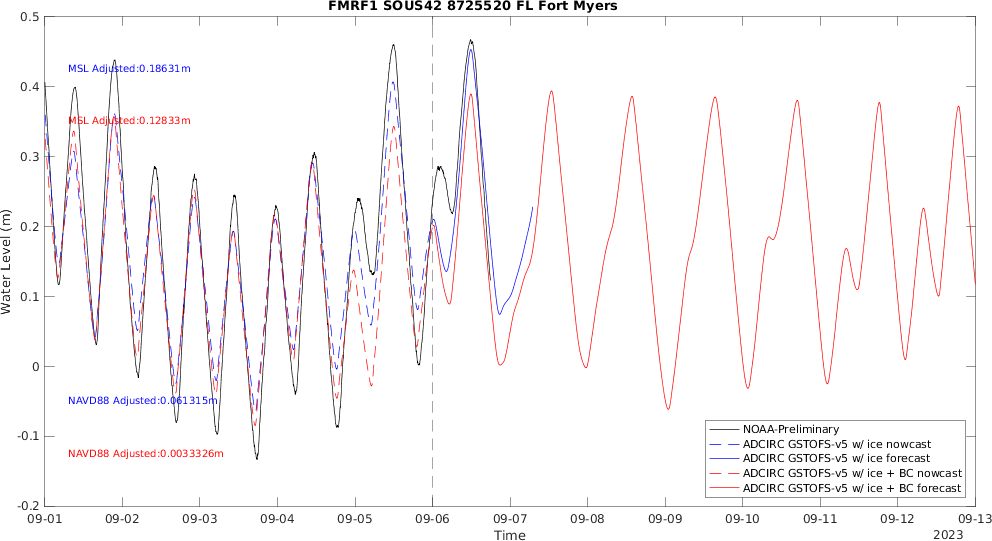 FMRF1 SOUS42 8725520 FL Fort Myers
0.5
0.4
0.3
0.2
0.1
0
-0.1
-0.2
Water Level (m)
MSL Adjusted:0.18631m
MSL Adjusted:0.12833m
NAVD88 Adjusted:0.061315m
NAVD88 Adjusted:0.0033326m
NOAA-Preliminary
ADCIRC GSTOFS-v5 w/ ice nowcast
ADCIRC GSTOFS-v5 w/ ice forecast
ADCIRC GSTOFS-v5 w/ ice + BC nowcast
ADCIRC GSTOFS-v5 w/ ice + BC forecast
09-01 09-02 09-03 09-04 09-05 09-06 09-07 09-08 09-09 09-10 09-11 09-12 09-13
Time
2023